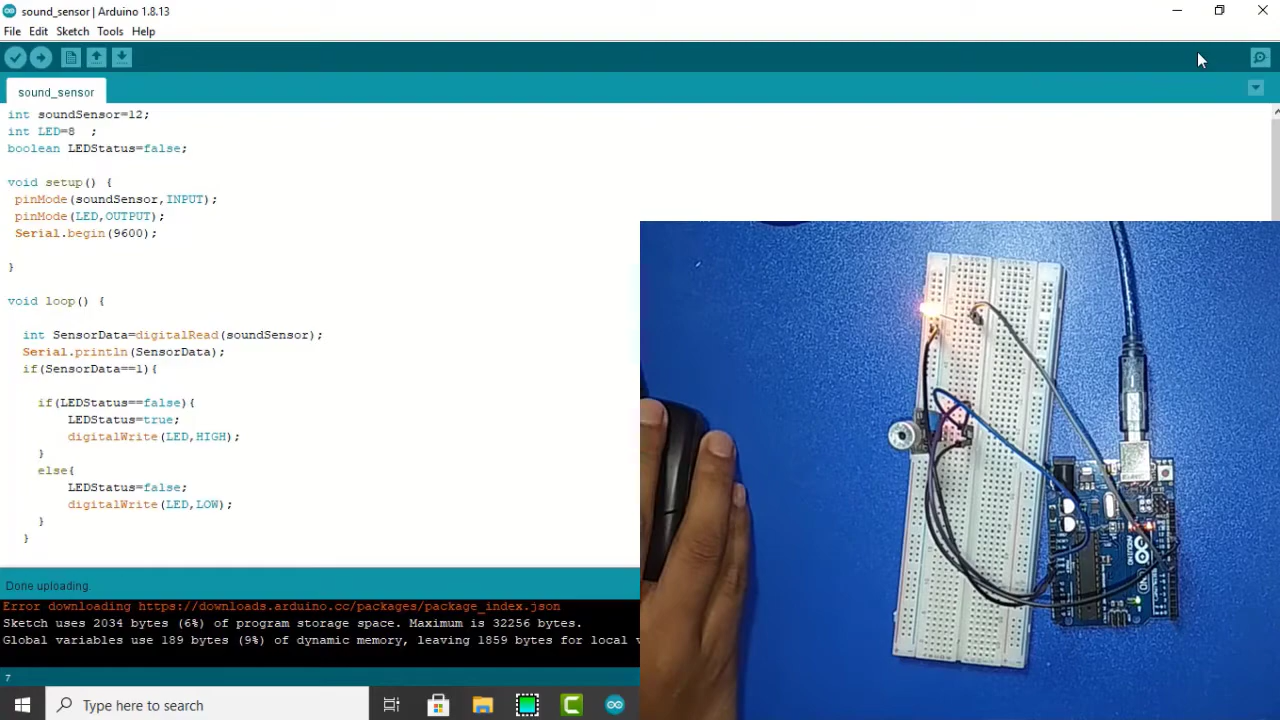 sound_sensor | Arduino 1.8.13
File Edit Sketch Tools Help
sound_sensor
int soundSensor=12;
int LED=8  ;
boolean LEDStatus=false;
void setup() {
 pinMode(soundSensor,INPUT);
 pinMode(LED,OUTPUT);
 Serial.begin(9600);
}
void loop() {
  int SensorData=digitalRead(soundSensor);
  Serial.println(SensorData);
  if(SensorData==1){
    if(LEDStatus==false){
        LEDStatus=true;
        digitalWrite(LED,HIGH);
    }
    else{
        LEDStatus=false;
        digitalWrite(LED,LOW);
    }
  }
Done uploading.
Error downloading https://downloads.arduino.cc/packages/package_index.json
Sketch uses 2034 bytes (6%) of program storage space. Maximum is 32256 bytes.
Global variables use 189 bytes (9%) of dynamic memory, leaving 1859 bytes for local
7
Type here to search